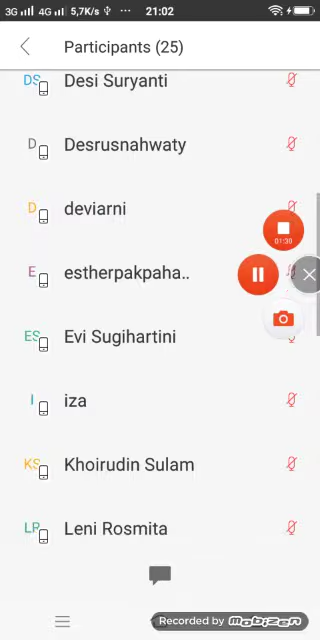 3G 4G 5,7K/s ... 21:02
Participants (25)
DS Desi Suryanti
D Desrusnahwaty
D deviarni
01:30
E estherpakpaha..
ES Evi Sugihartini
I iza
KS Khoirudin Sulam
LR Leni Rosmita
Recorded by mobizen